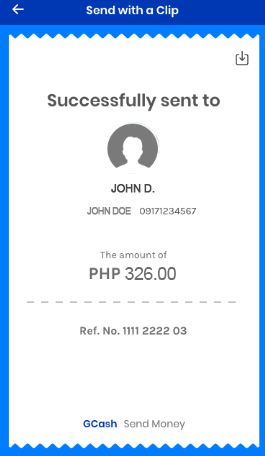 Send with a Clip
Successfully sent to
JOHN D.
JOHN DOE 09171234567
The amount of
PHP 326.00
Ref. No. 1111 2222 03
GCash Send Money